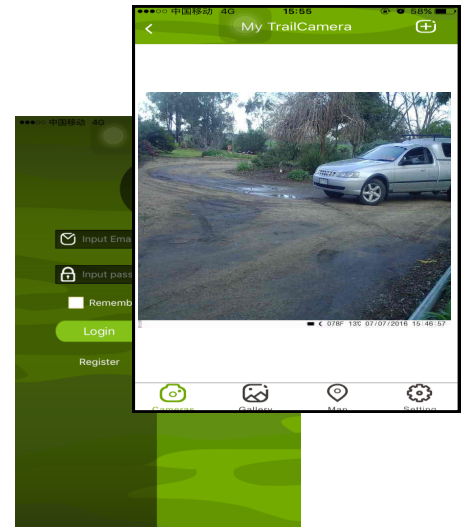 中国移动 4G 15:55 58%
My TrailCamera
078F 13C 07/07/2016 15:46:57
Cameras Gallery Map Setting
中国移动 4G
Input Ema
Input pass
Rememb
Login
Register